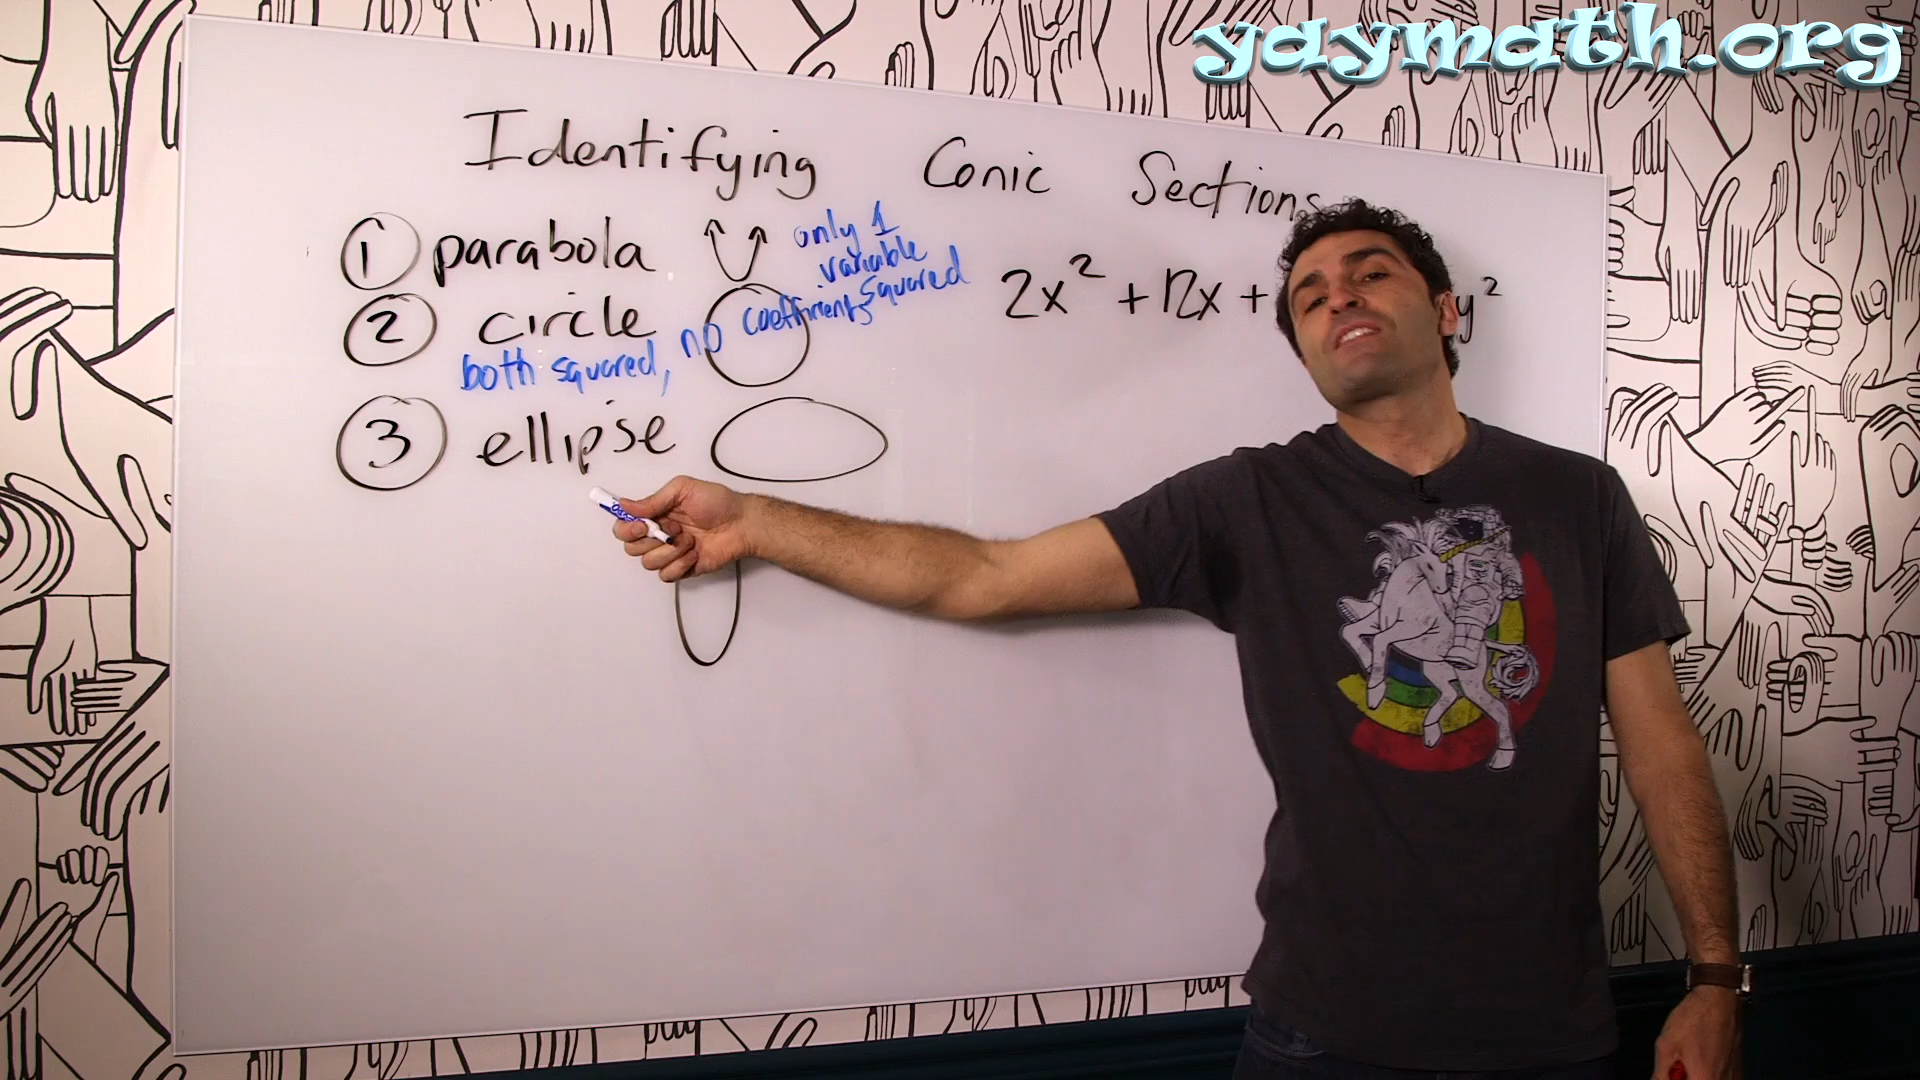 yaymath.org
Identifying Conic Sections
① parabola only 1 variable squared
2x² + 12x + y²
② circle
both squared, no coefficients
③ ellipse